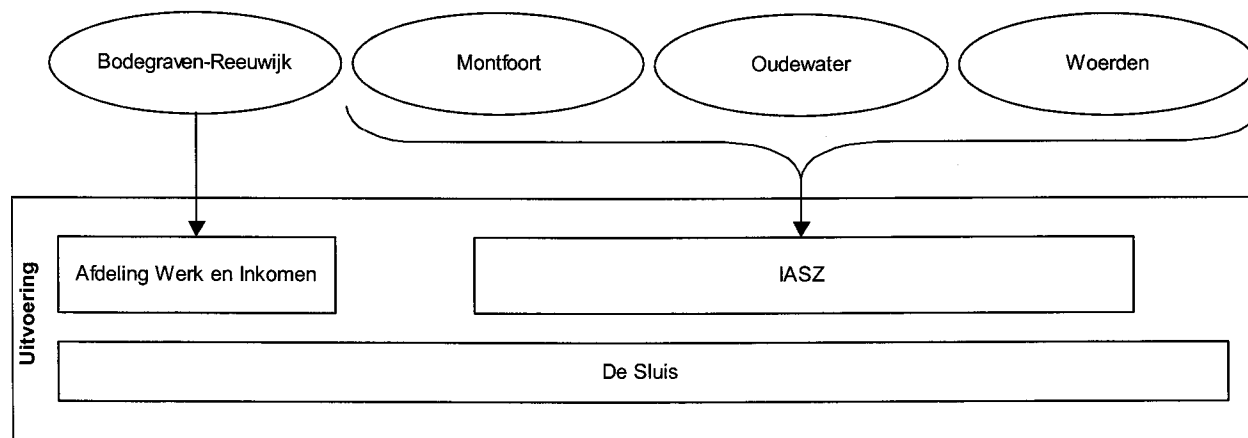 Bodegraven-Reeuwijk
Montfoort
Oudewater
Woerden
Uitvoering
Afdeling Werk en Inkomen
IASZ
De Sluis